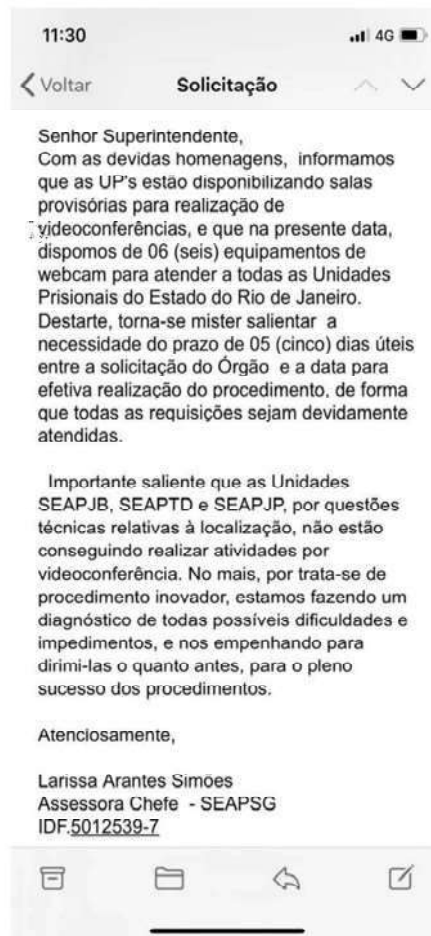 11:30
4G
Voltar
Solicitação
Senhor Superintendente,
Com as devidas homenagens, informamos
que as UP's estão disponibilizando salas
provisórias para realização de
videoconferências, e que na presente data,
dispomos de 06 (seis) equipamentos de
webcam para atender a todas as Unidades
Prisionais do Estado do Rio de Janeiro.
Destarte, torna-se mister salientar a
necessidade do prazo de 05 (cinco) dias úteis
entre a solicitação do Órgão e a data para
efetiva realização do procedimento, de forma
que todas as requisições sejam devidamente
atendidas.
Importante saliente que as Unidades
SEAPJB, SEAPTD e SEAPJP, por questões
técnicas relativas à localização, não estão
conseguindo realizar atividades por
videoconferência. No mais, por trata-se de
procedimento inovador, estamos fazendo um
diagnóstico de todas possíveis dificuldades e
impedimentos, e nos empenhando para
dirimi-las o quanto antes, para o pleno
sucesso dos procedimentos.
Atenciosamente,
Larissa Arantes Simões
Assessora Chefe - SEAPSG
IDF.5012539-7